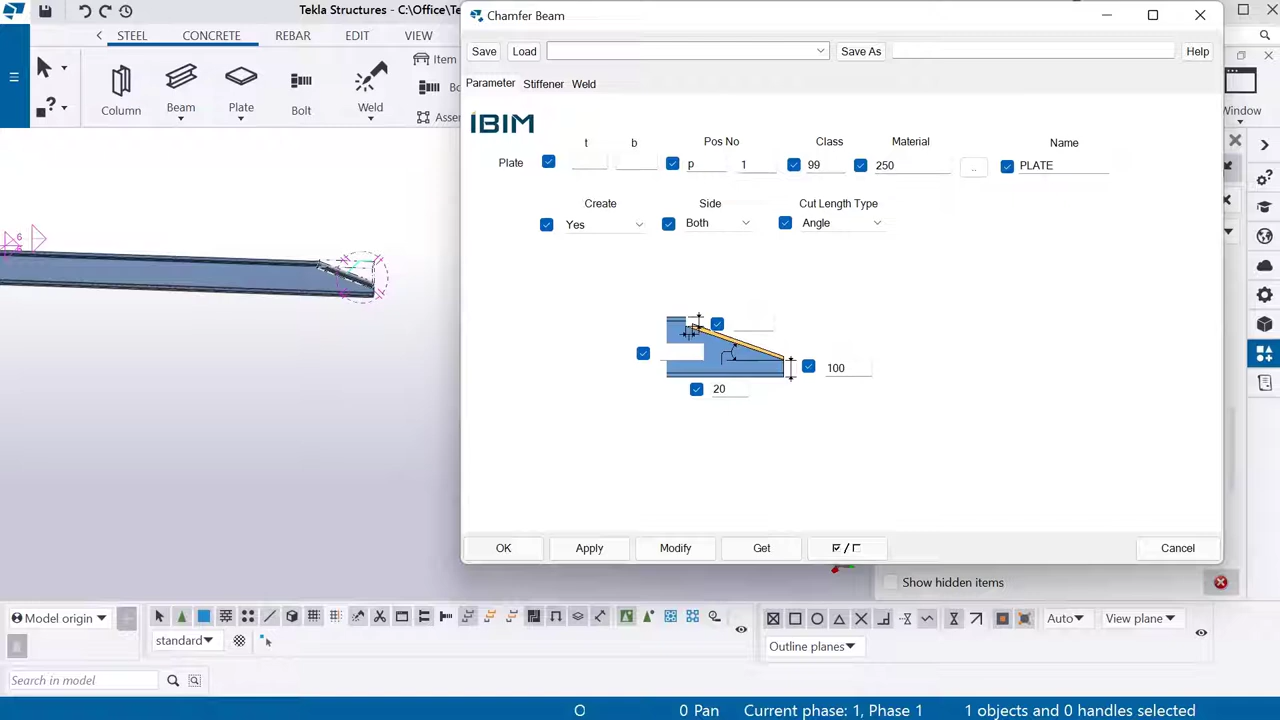 Tekla Structures - C:\Office\Te
Chamfer Beam
STEEL CONCRETE REBAR EDIT VIEW
Save Load Save As Help
Item
Parameter Stiffener Weld
Column Beam Plate Bolt Weld
Window
IBIM
t b Pos No Class Material Name
Plate p 1 99 250 .. PLATE
Create Side Cut Length Type
Yes Both Angle
6
100
20
OK Apply Modify Get Cancel
Show hidden items
Model origin
Auto View plane
standard
Outline planes
Search in model
O 0 Pan Current phase: 1, Phase 1 1 objects and 0 handles selected